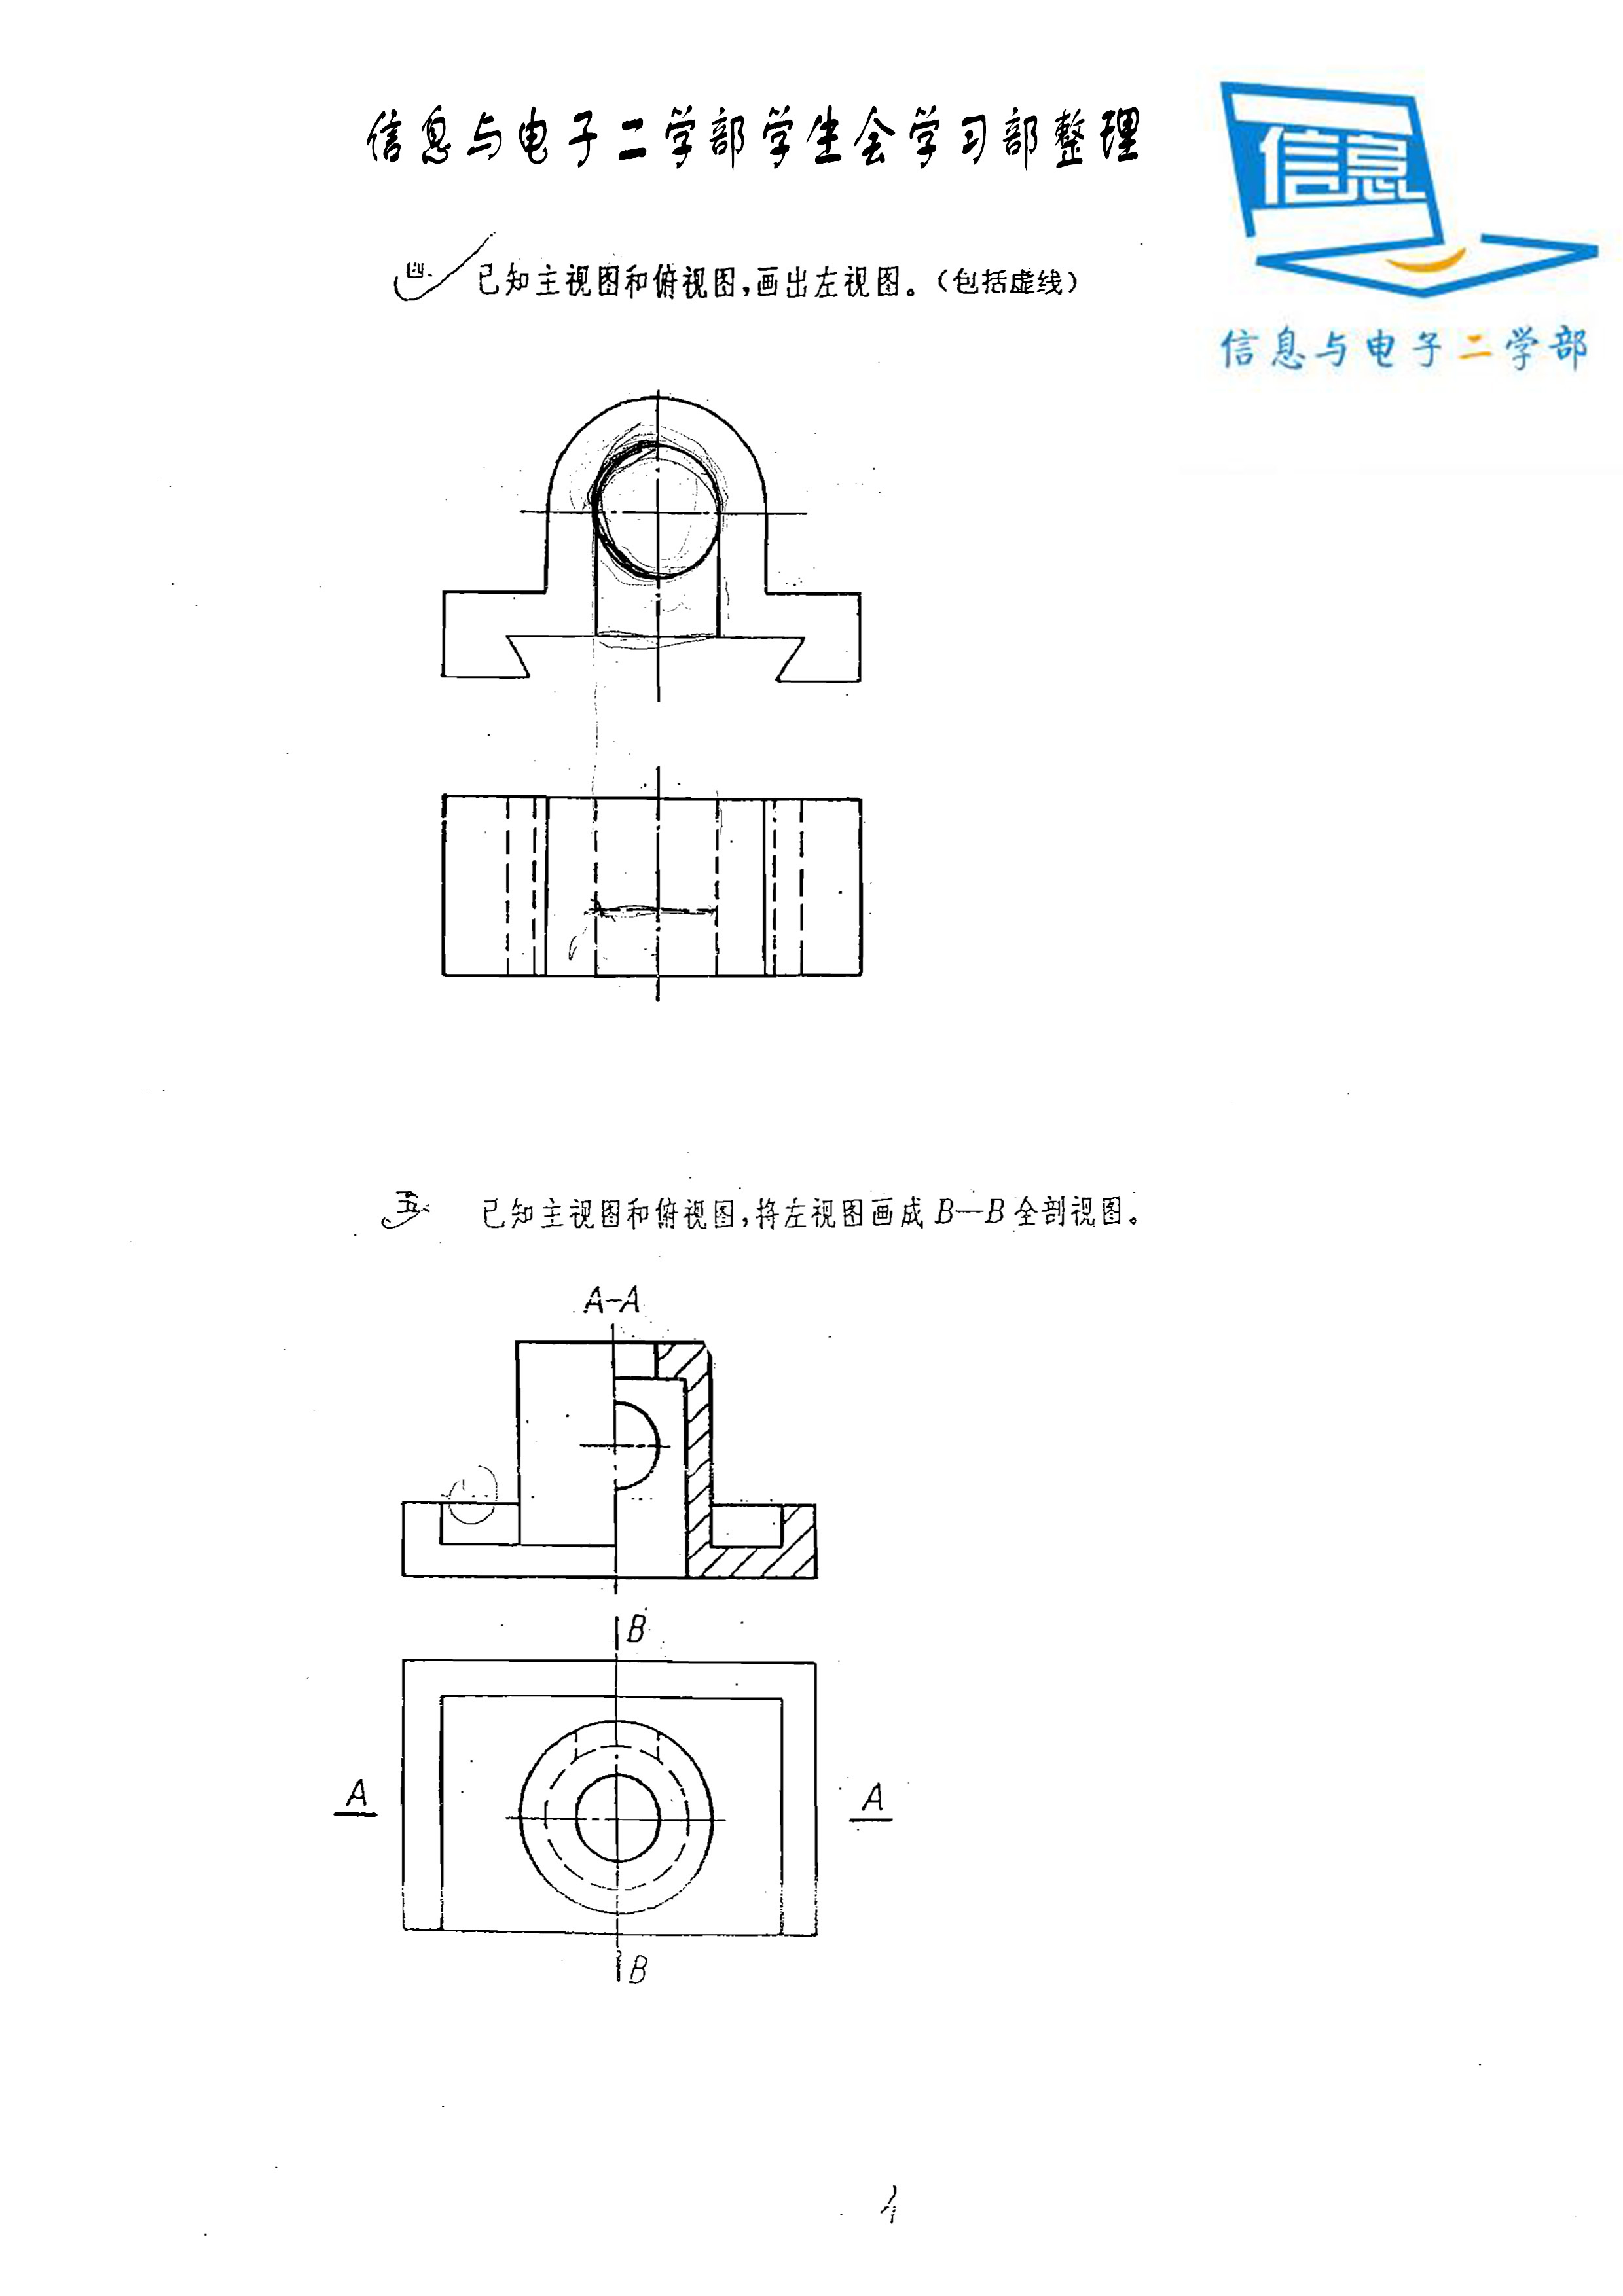 信息与电子二学部学生会学习部整理
信息
信息与电子二学部
四、 已知主视图和俯视图,画出左视图。(包括虚线)
五、 已知主视图和俯视图,将左视图画成 B—B 全剖视图。
A-A
B
A
A
B
4